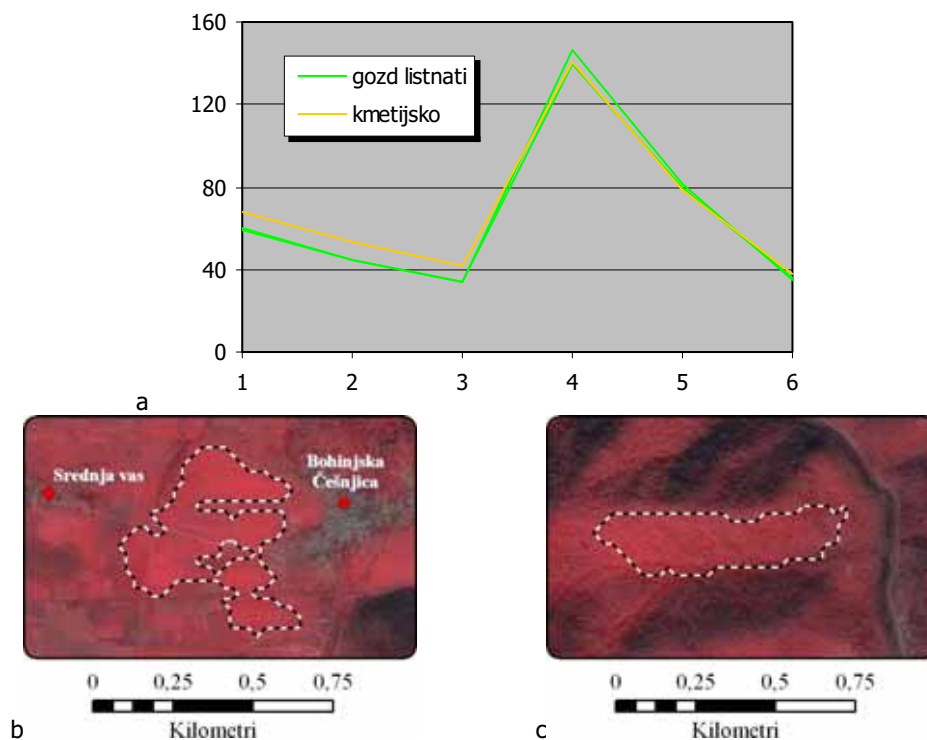 160
120
80
40
0
gozd listnati
kmetijsko
1 2 3 4 5 6
a
Srednja vas
Bohinjska
Češnjica
0 0,25 0,5 0,75
Kilometri
b
0 0,25 0,5 0,75
Kilometri
c